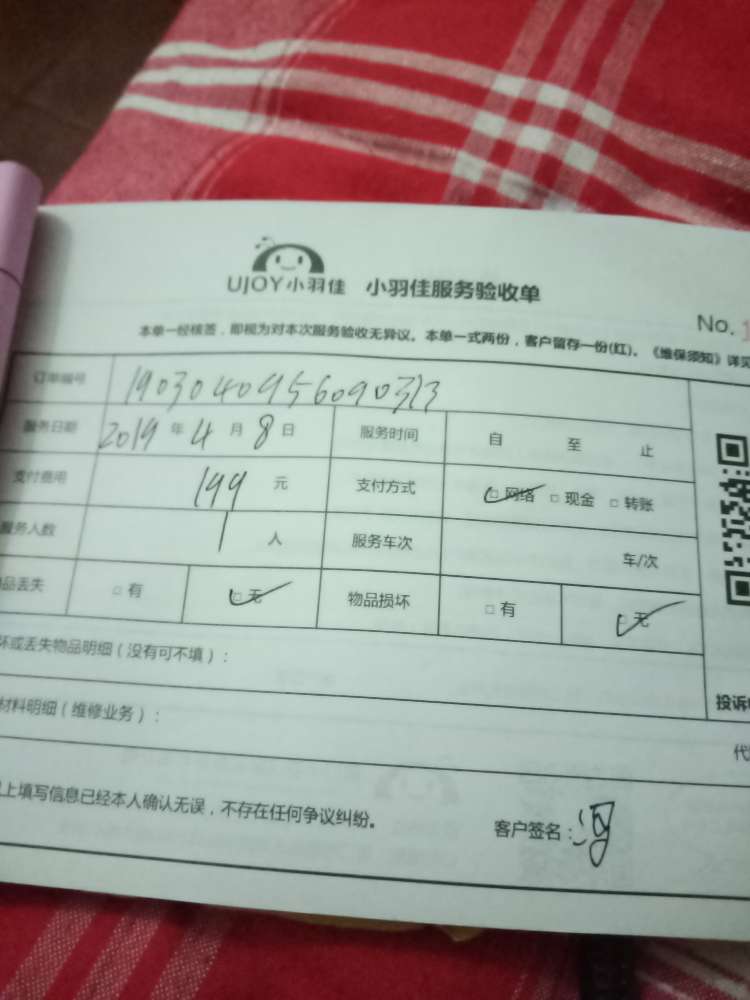 UJOY小羽佳 小羽佳服务验收单
No. 1
本单一经核签，即视为对本次服务验收无异议。本单一式两份，客户留存一份(红)。《维保须知》详见
订单编号 1903040956090313
服务日期 2019 年 4 月 8 日 服务时间 自 至 止
支付费用 199 元 支付方式 □网络 □现金 □转账
服务人数 1 人 服务车次 车/次
品丢失 □有 □无 物品损坏 □有 □无
坏或丢失物品明细（没有可不填）：
材料明细（维修业务）：
投诉
代
以上填写信息已经本人确认无误，不存在任何争议纠纷。
客户签名：